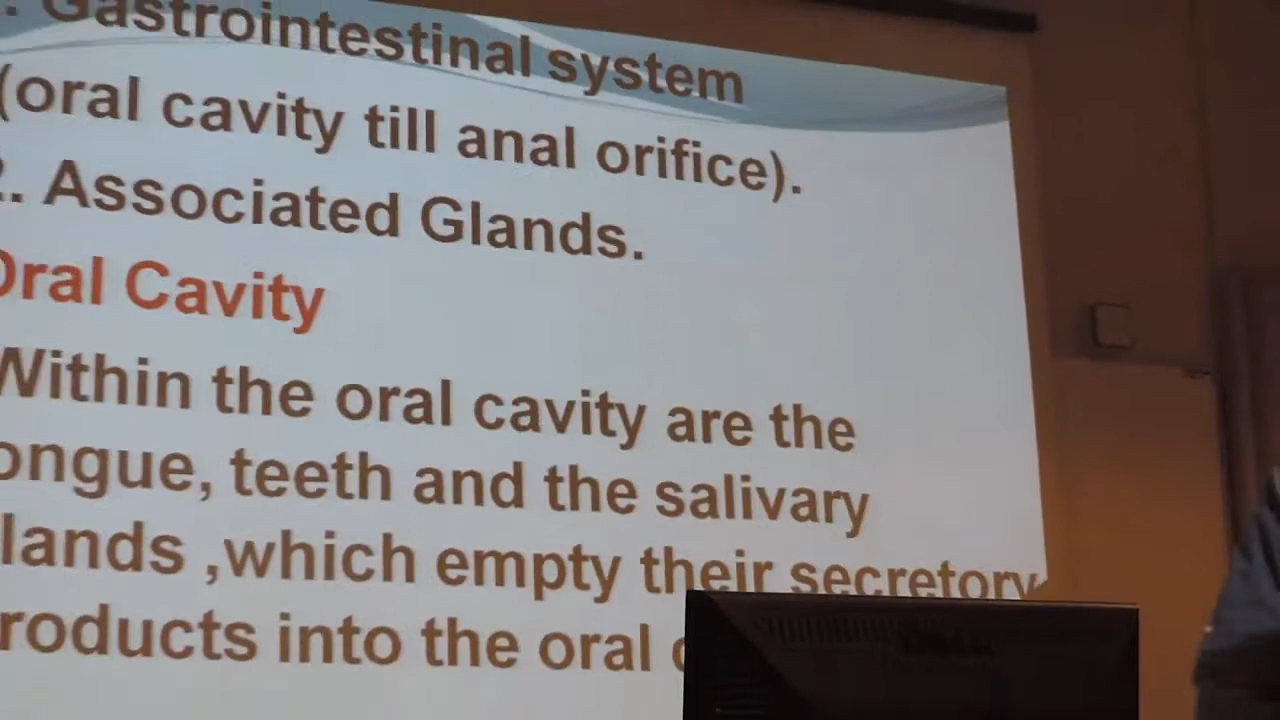 . Gastrointestinal system
(oral cavity till anal orifice).
. Associated Glands.
Oral Cavity
Within the oral cavity are the
ongue, teeth and the salivary
lands ,which empty their secretory
roducts into the oral